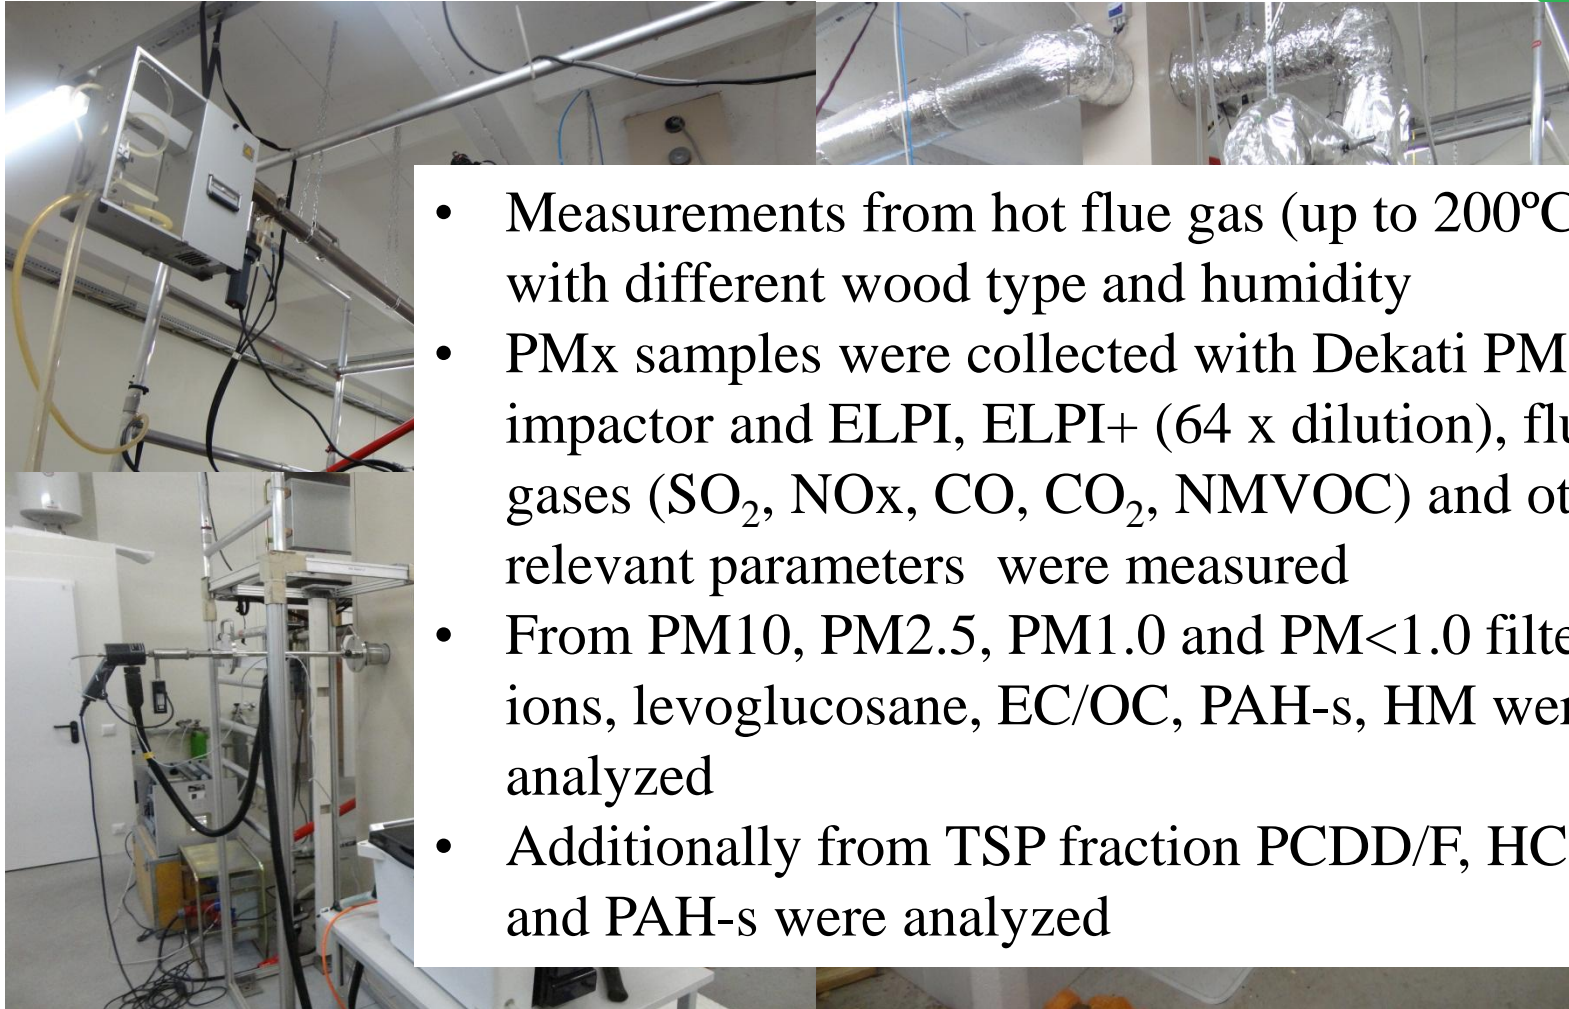 • Measurements from hot flue gas (up to 200ºC
with different wood type and humidity
• PMx samples were collected with Dekati PM
impactor and ELPI, ELPI+ (64 x dilution), flu
gases (SO₂, NOx, CO, CO₂, NMVOC) and ot
relevant parameters were measured
• From PM10, PM2.5, PM1.0 and PM<1.0 filte
ions, levoglucosane, EC/OC, PAH-s, HM wer
analyzed
• Additionally from TSP fraction PCDD/F, HC
and PAH-s were analyzed